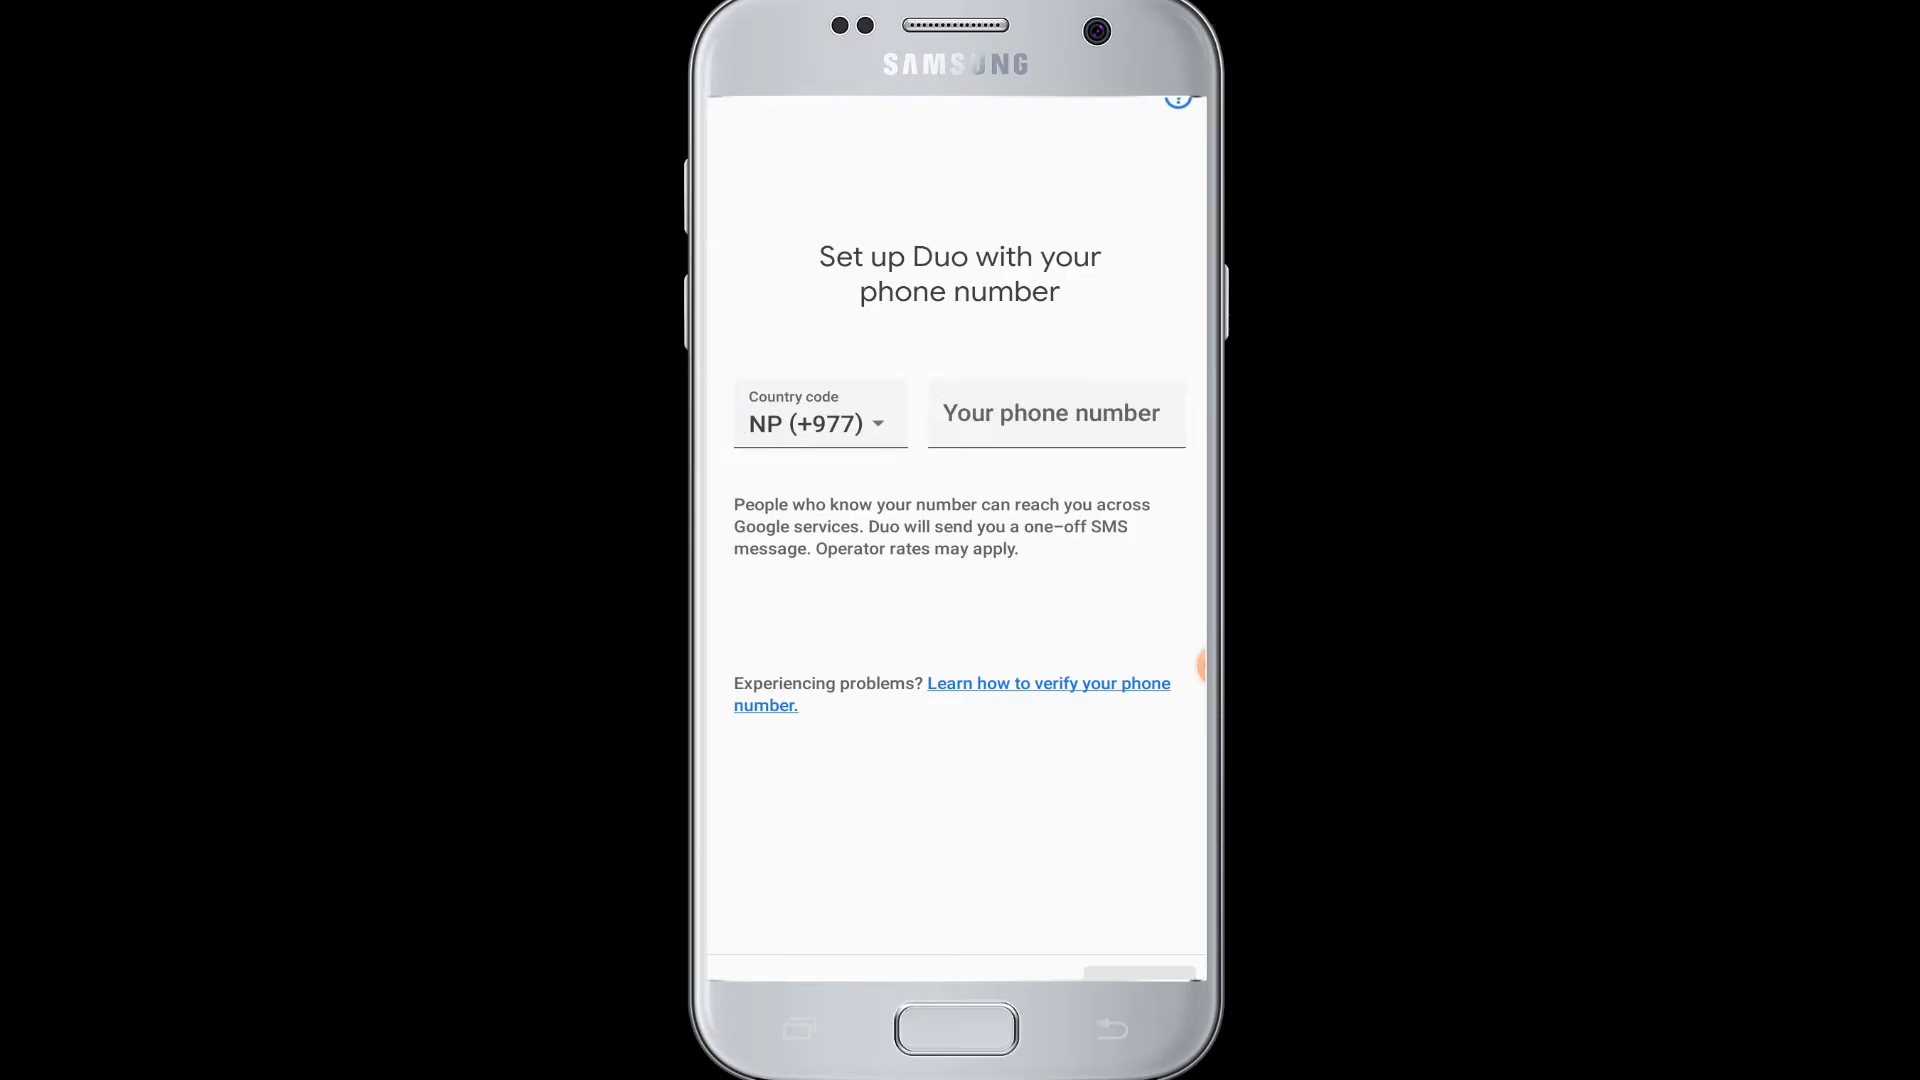 SAMSUNG
Set up Duo with your
phone number
Country code
NP (+977)
Your phone number
People who know your number can reach you across
Google services. Duo will send you a one-off SMS
message. Operator rates may apply.
Experiencing problems? Learn how to verify your phone
number.